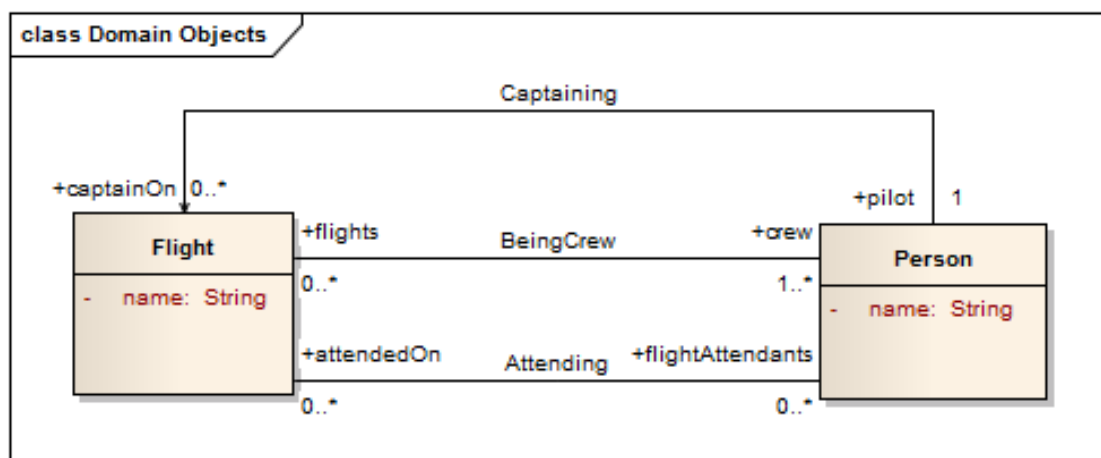 class Domain Objects
Captaining
+captainOn 0..*
+pilot 1
Flight
+flights BeingCrew +crew
Person
0..* 1..*
- name: String
- name: String
+attendedOn Attending +flightAttendants
0..* 0..*